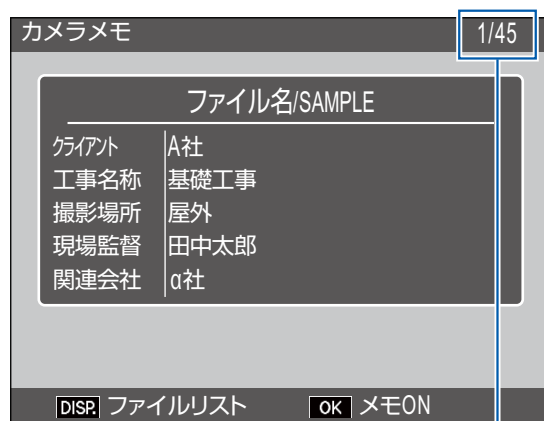 カメラメモ 1/45
ファイル名/SAMPLE
クライアント A社
工事名称 基礎工事
撮影場所 屋外
現場監督 田中太郎
関連会社 α社
DISP. ファイルリスト OK メモON